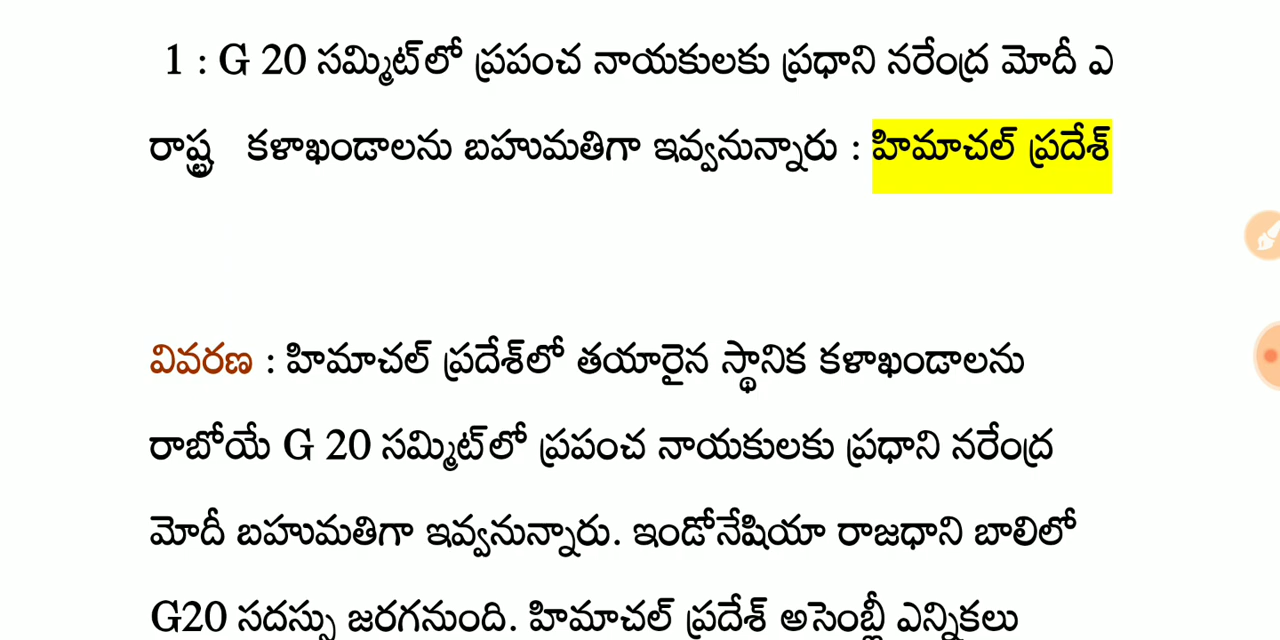 1 : G 20 సమ్మిట్‌లో ప్రపంచ నాయకులకు ప్రధాని నరేంద్ర మోదీ ఎ
రాష్ట్ర కళాఖండాలను బహుమతిగా ఇవ్వనున్నారు : హిమాచల్ ప్రదేశ్
వివరణ : హిమాచల్ ప్రదేశ్‌లో తయారైన స్థానిక కళాఖండాలను
రాబోయే G 20 సమ్మిట్‌లో ప్రపంచ నాయకులకు ప్రధాని నరేంద్ర
మోదీ బహుమతిగా ఇవ్వనున్నారు. ఇండోనేషియా రాజధాని బాలిలో
G20 సదస్సు జరగనుంది. హిమాచల్ ప్రదేశ్ అసెంబ్లీ ఎన్నికలు